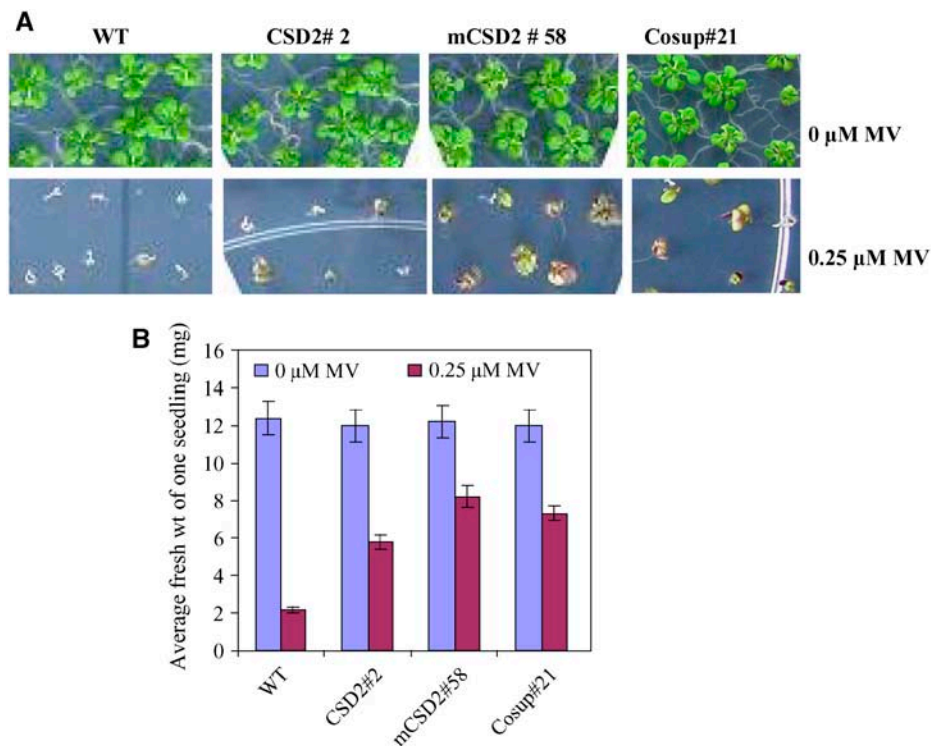 A
WT CSD2# 2 mCSD2 # 58 Cosup#21
0 µM MV
0.25 µM MV
B
Average fresh wt of one seedling (mg)
16
14
12
10
8
6
4
2
0
0 µM MV 0.25 µM MV
WT CSD2#2 mCSD2#58 Cosup#21